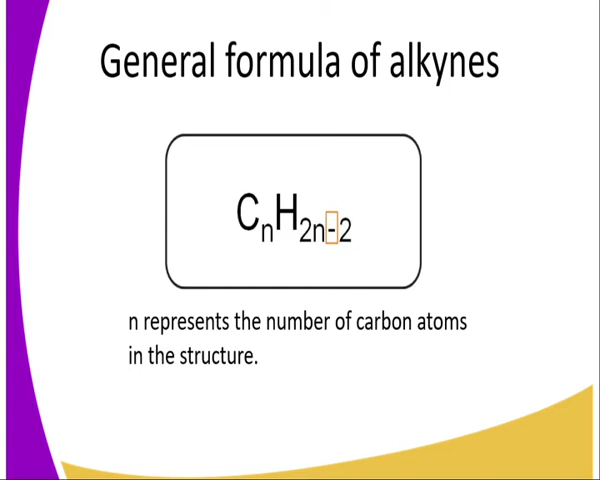 General formula of alkynes
CₙH₂ₙ₋₂
n represents the number of carbon atoms
in the structure.